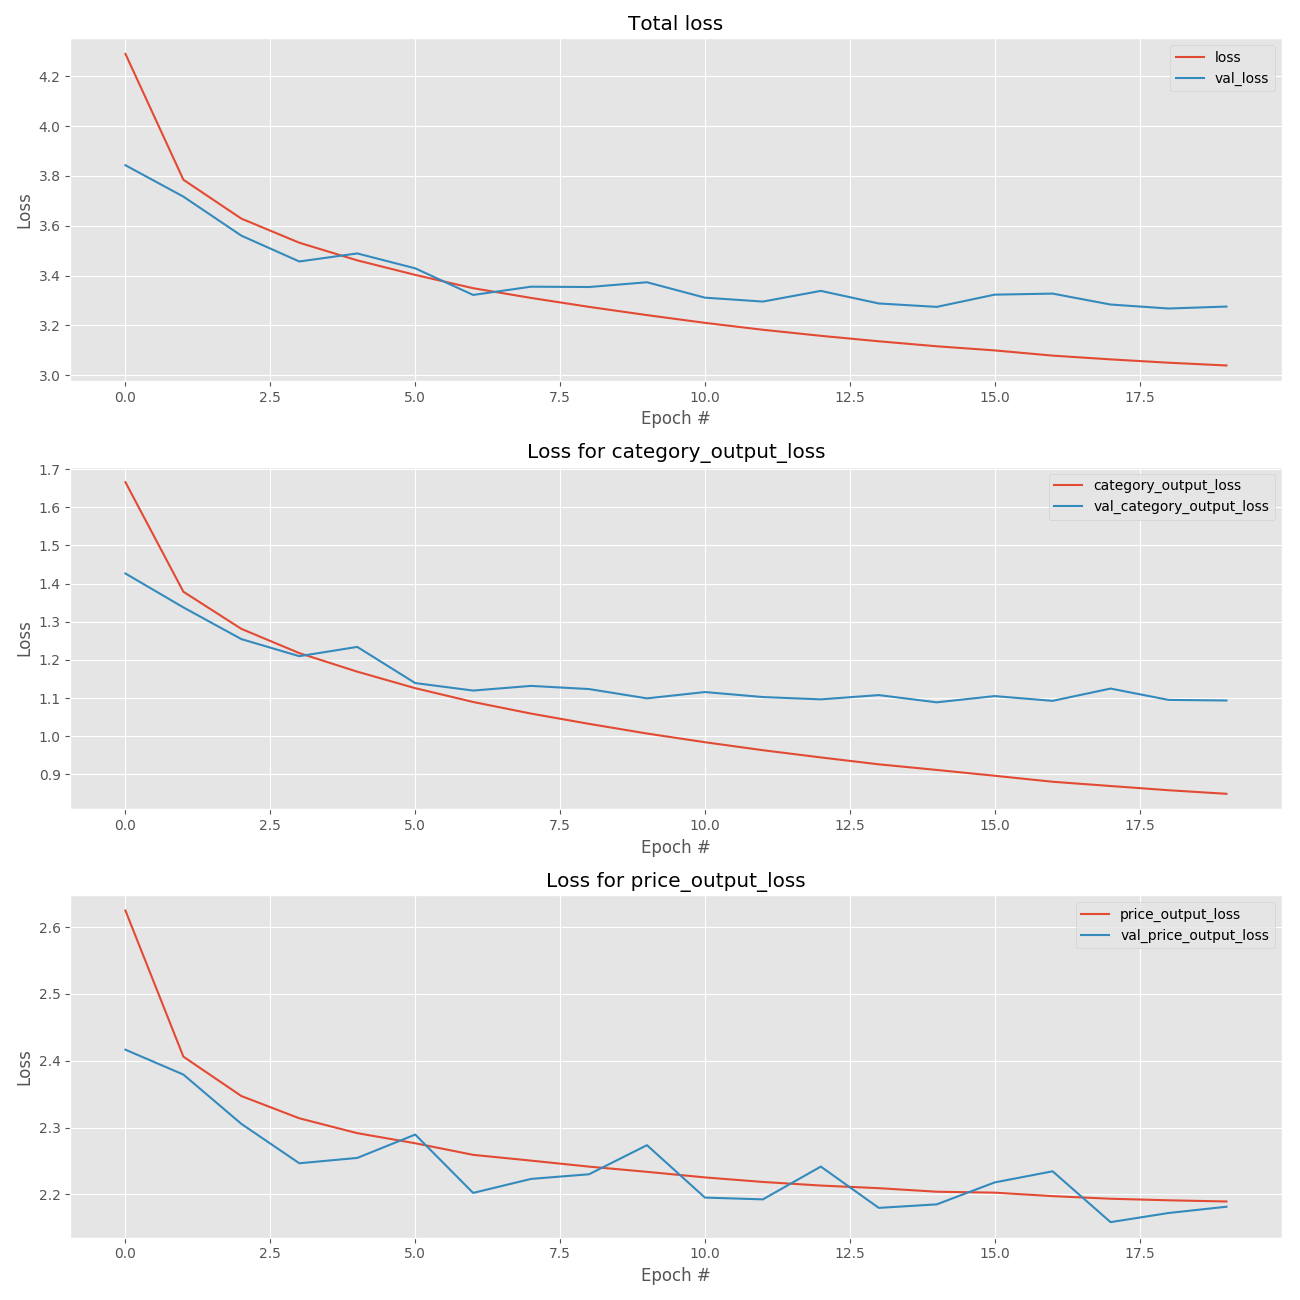 Total loss
loss
val_loss
4.2
4.0
3.8
3.6
3.4
3.2
3.0
Loss
0.0 2.5 5.0 7.5 10.0 12.5 15.0 17.5
Epoch #
Loss for category_output_loss
category_output_loss
val_category_output_loss
1.7
1.6
1.5
1.4
1.3
1.2
1.1
1.0
0.9
Loss
0.0 2.5 5.0 7.5 10.0 12.5 15.0 17.5
Epoch #
Loss for price_output_loss
price_output_loss
val_price_output_loss
2.6
2.5
2.4
2.3
2.2
Loss
0.0 2.5 5.0 7.5 10.0 12.5 15.0 17.5
Epoch #